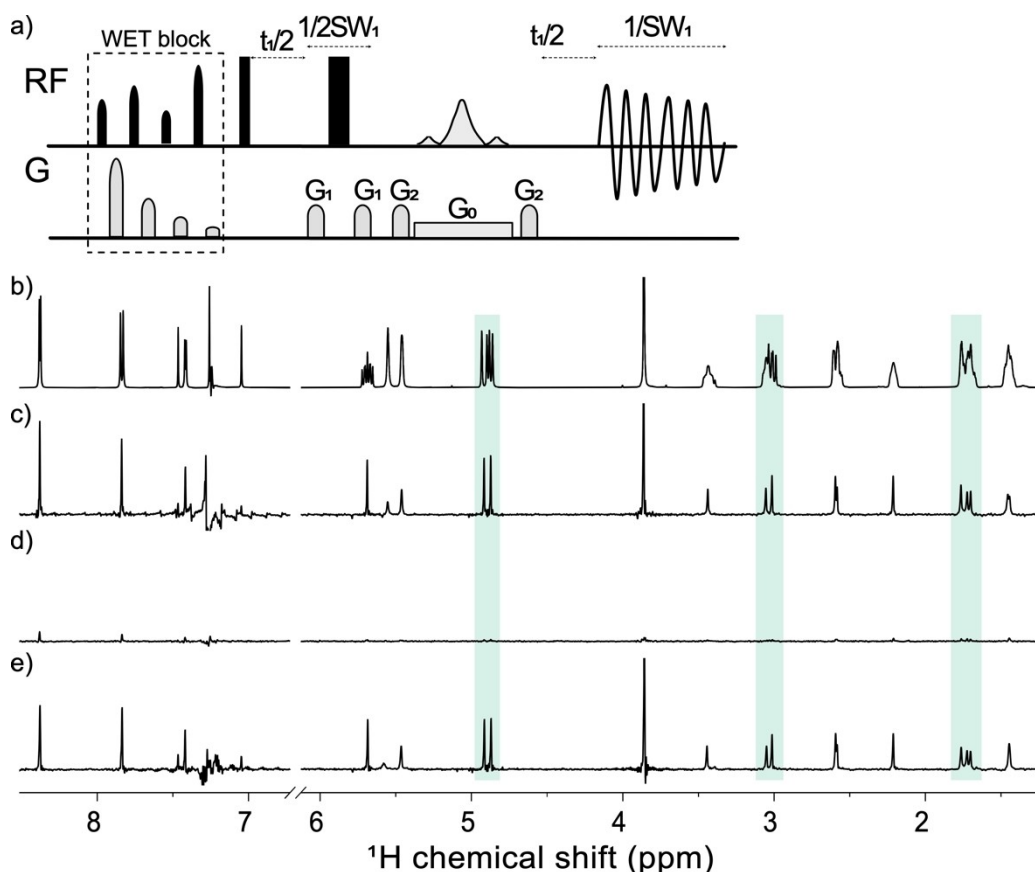 a)
WET block
t₁/2
1/2SW₁
t₁/2
1/SW₁
RF
G
G₁
G₁
G₂
G₀
G₂
b)
c)
d)
e)
8
7
6
5
4
3
2
¹H chemical shift (ppm)